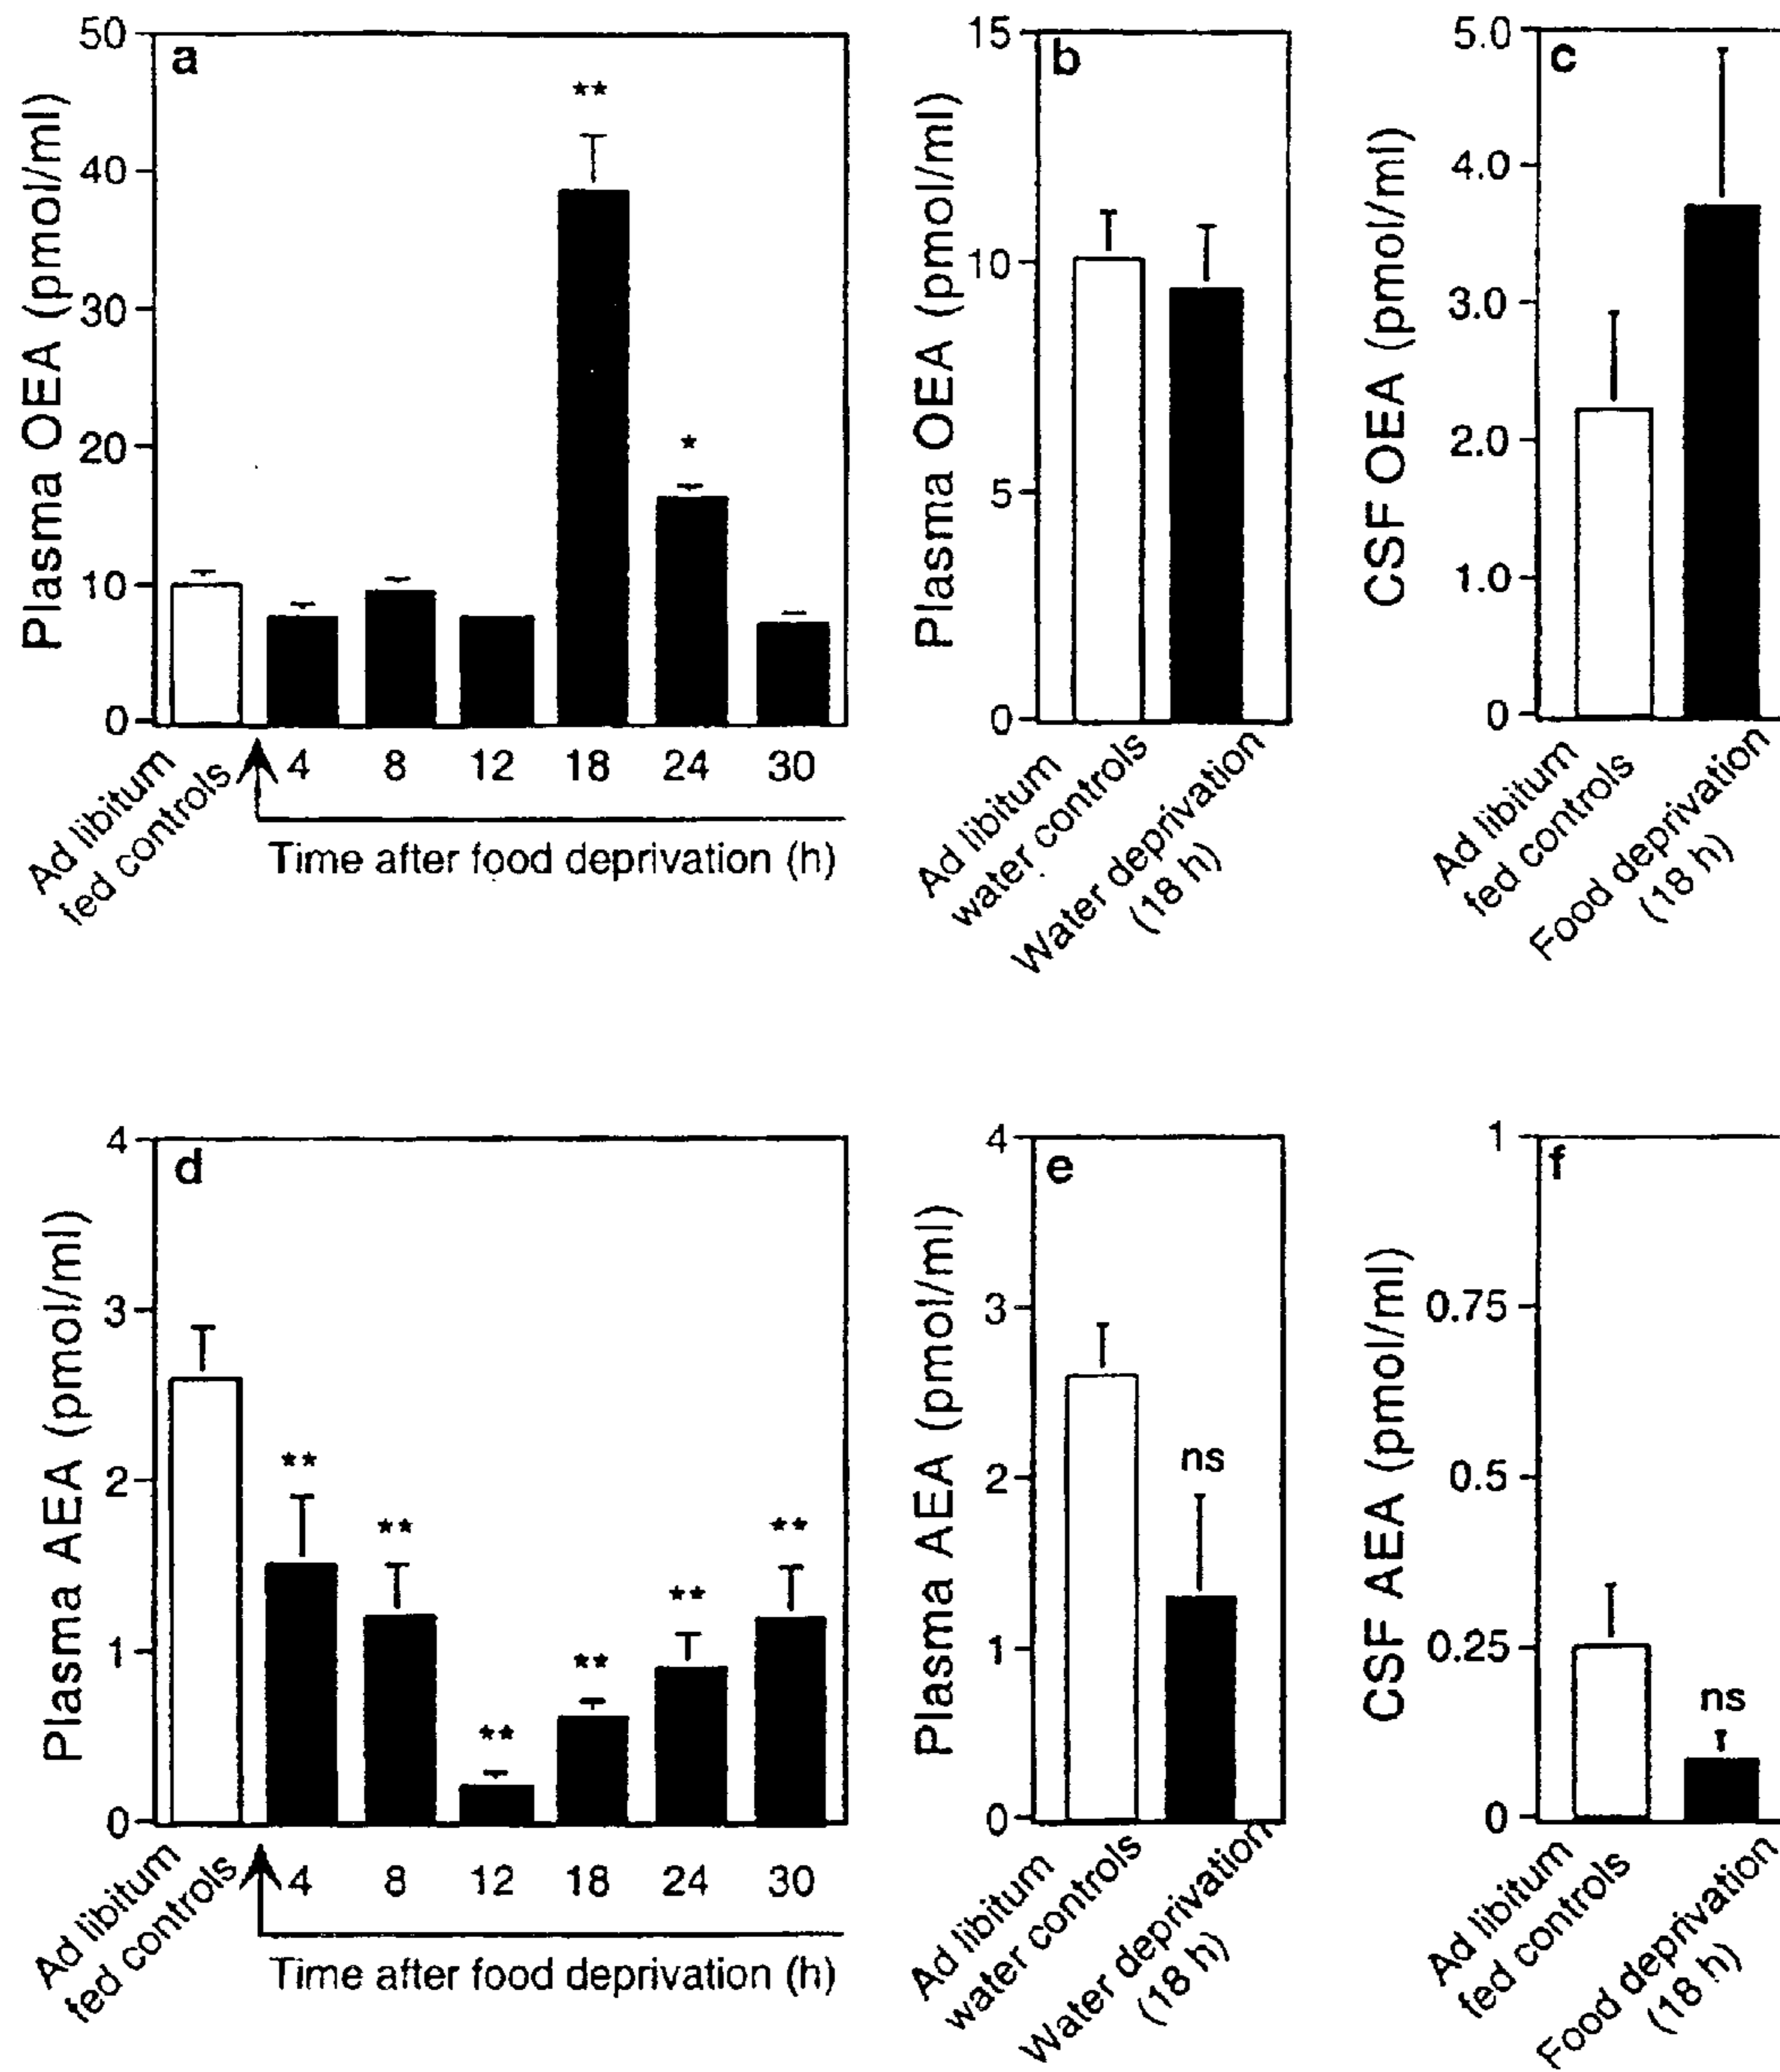 a
Plasma OEA (pmol/ml)
50
40
30
20
10
0
**
*
Ad libitum
fed controls
4 8 12 18 24 30
Time after food deprivation (h)
b
Plasma OEA (pmol/ml)
15
10
5
0
Ad libitum
water controls
Water deprivation
(18 h)
c
CSF OEA (pmol/ml)
5.0
4.0
3.0
2.0
1.0
0
Ad libitum
fed controls
Food deprivation
(18 h)
d
Plasma AEA (pmol/ml)
4
3
2
1
0
**
**
**
**
**
**
Ad libitum
fed controls
4 8 12 18 24 30
Time after food deprivation (h)
e
Plasma AEA (pmol/ml)
4
3
2
1
0
ns
Ad libitum
water controls
Water deprivation
(18 h)
f
CSF AEA (pmol/ml)
1
0.75
0.5
0.25
0
ns
Ad libitum
fed controls
Food deprivation
(18 h)